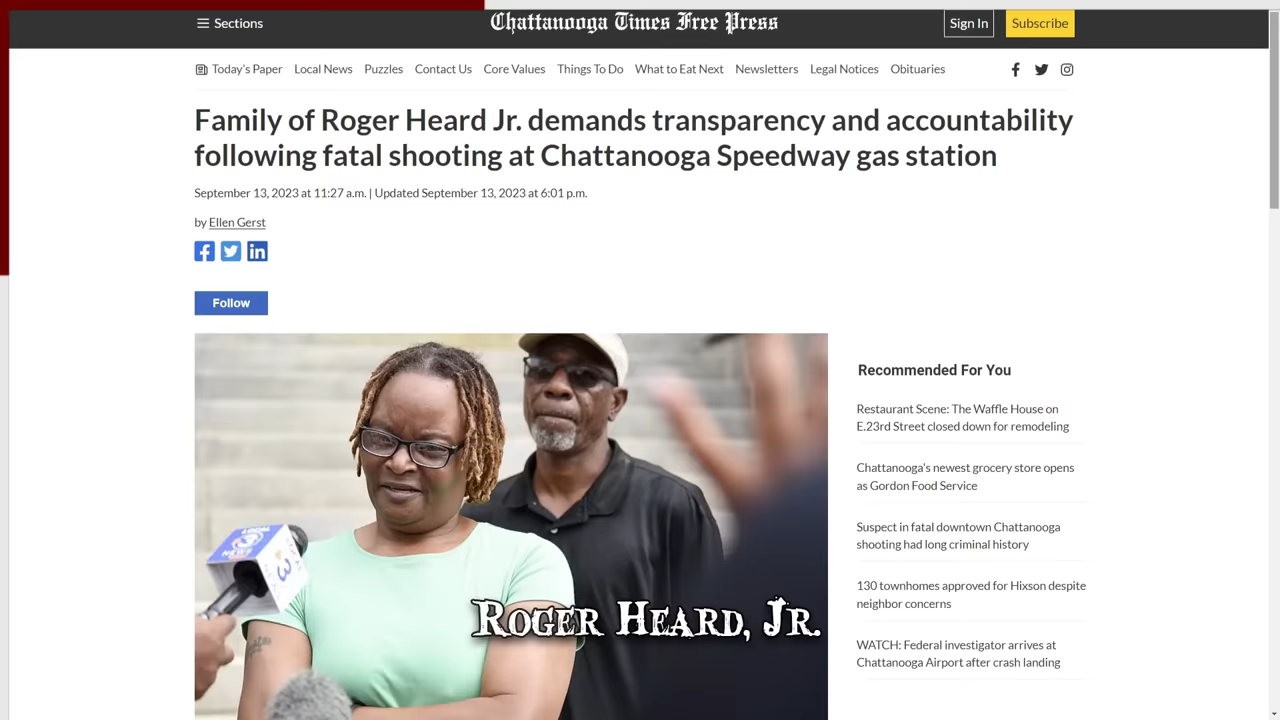 Sections
Chattanooga Times Free Press
Sign In
Subscribe
Today's Paper
Local News
Puzzles
Contact Us
Core Values
Things To Do
What to Eat Next
Newsletters
Legal Notices
Obituaries
Family of Roger Heard Jr. demands transparency and accountability
following fatal shooting at Chattanooga Speedway gas station
September 13, 2023 at 11:27 a.m. | Updated September 13, 2023 at 6:01 p.m.
by Ellen Gerst
Follow
NEWS
3
Roger Heard, Jr.
Recommended For You
Restaurant Scene: The Waffle House on
E.23rd Street closed down for remodeling
Chattanooga's newest grocery store opens
as Gordon Food Service
Suspect in fatal downtown Chattanooga
shooting had long criminal history
130 townhomes approved for Hixson despite
neighbor concerns
WATCH: Federal investigator arrives at
Chattanooga Airport after crash landing